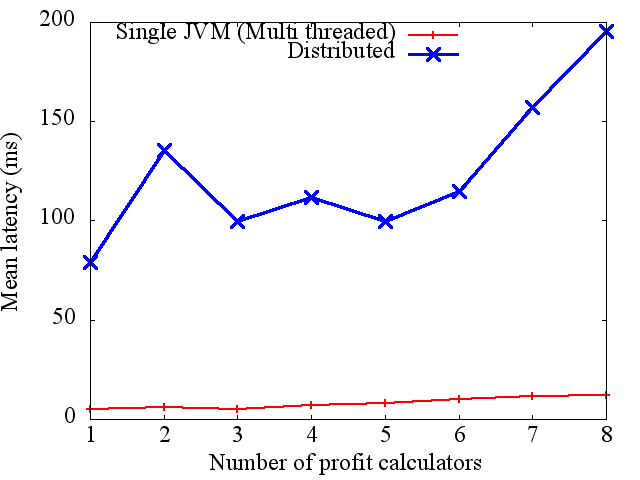 200
Single JVM (Multi threaded)
Distributed
150
100
50
0
Mean latency (ms)
1 2 3 4 5 6 7 8
Number of profit calculators